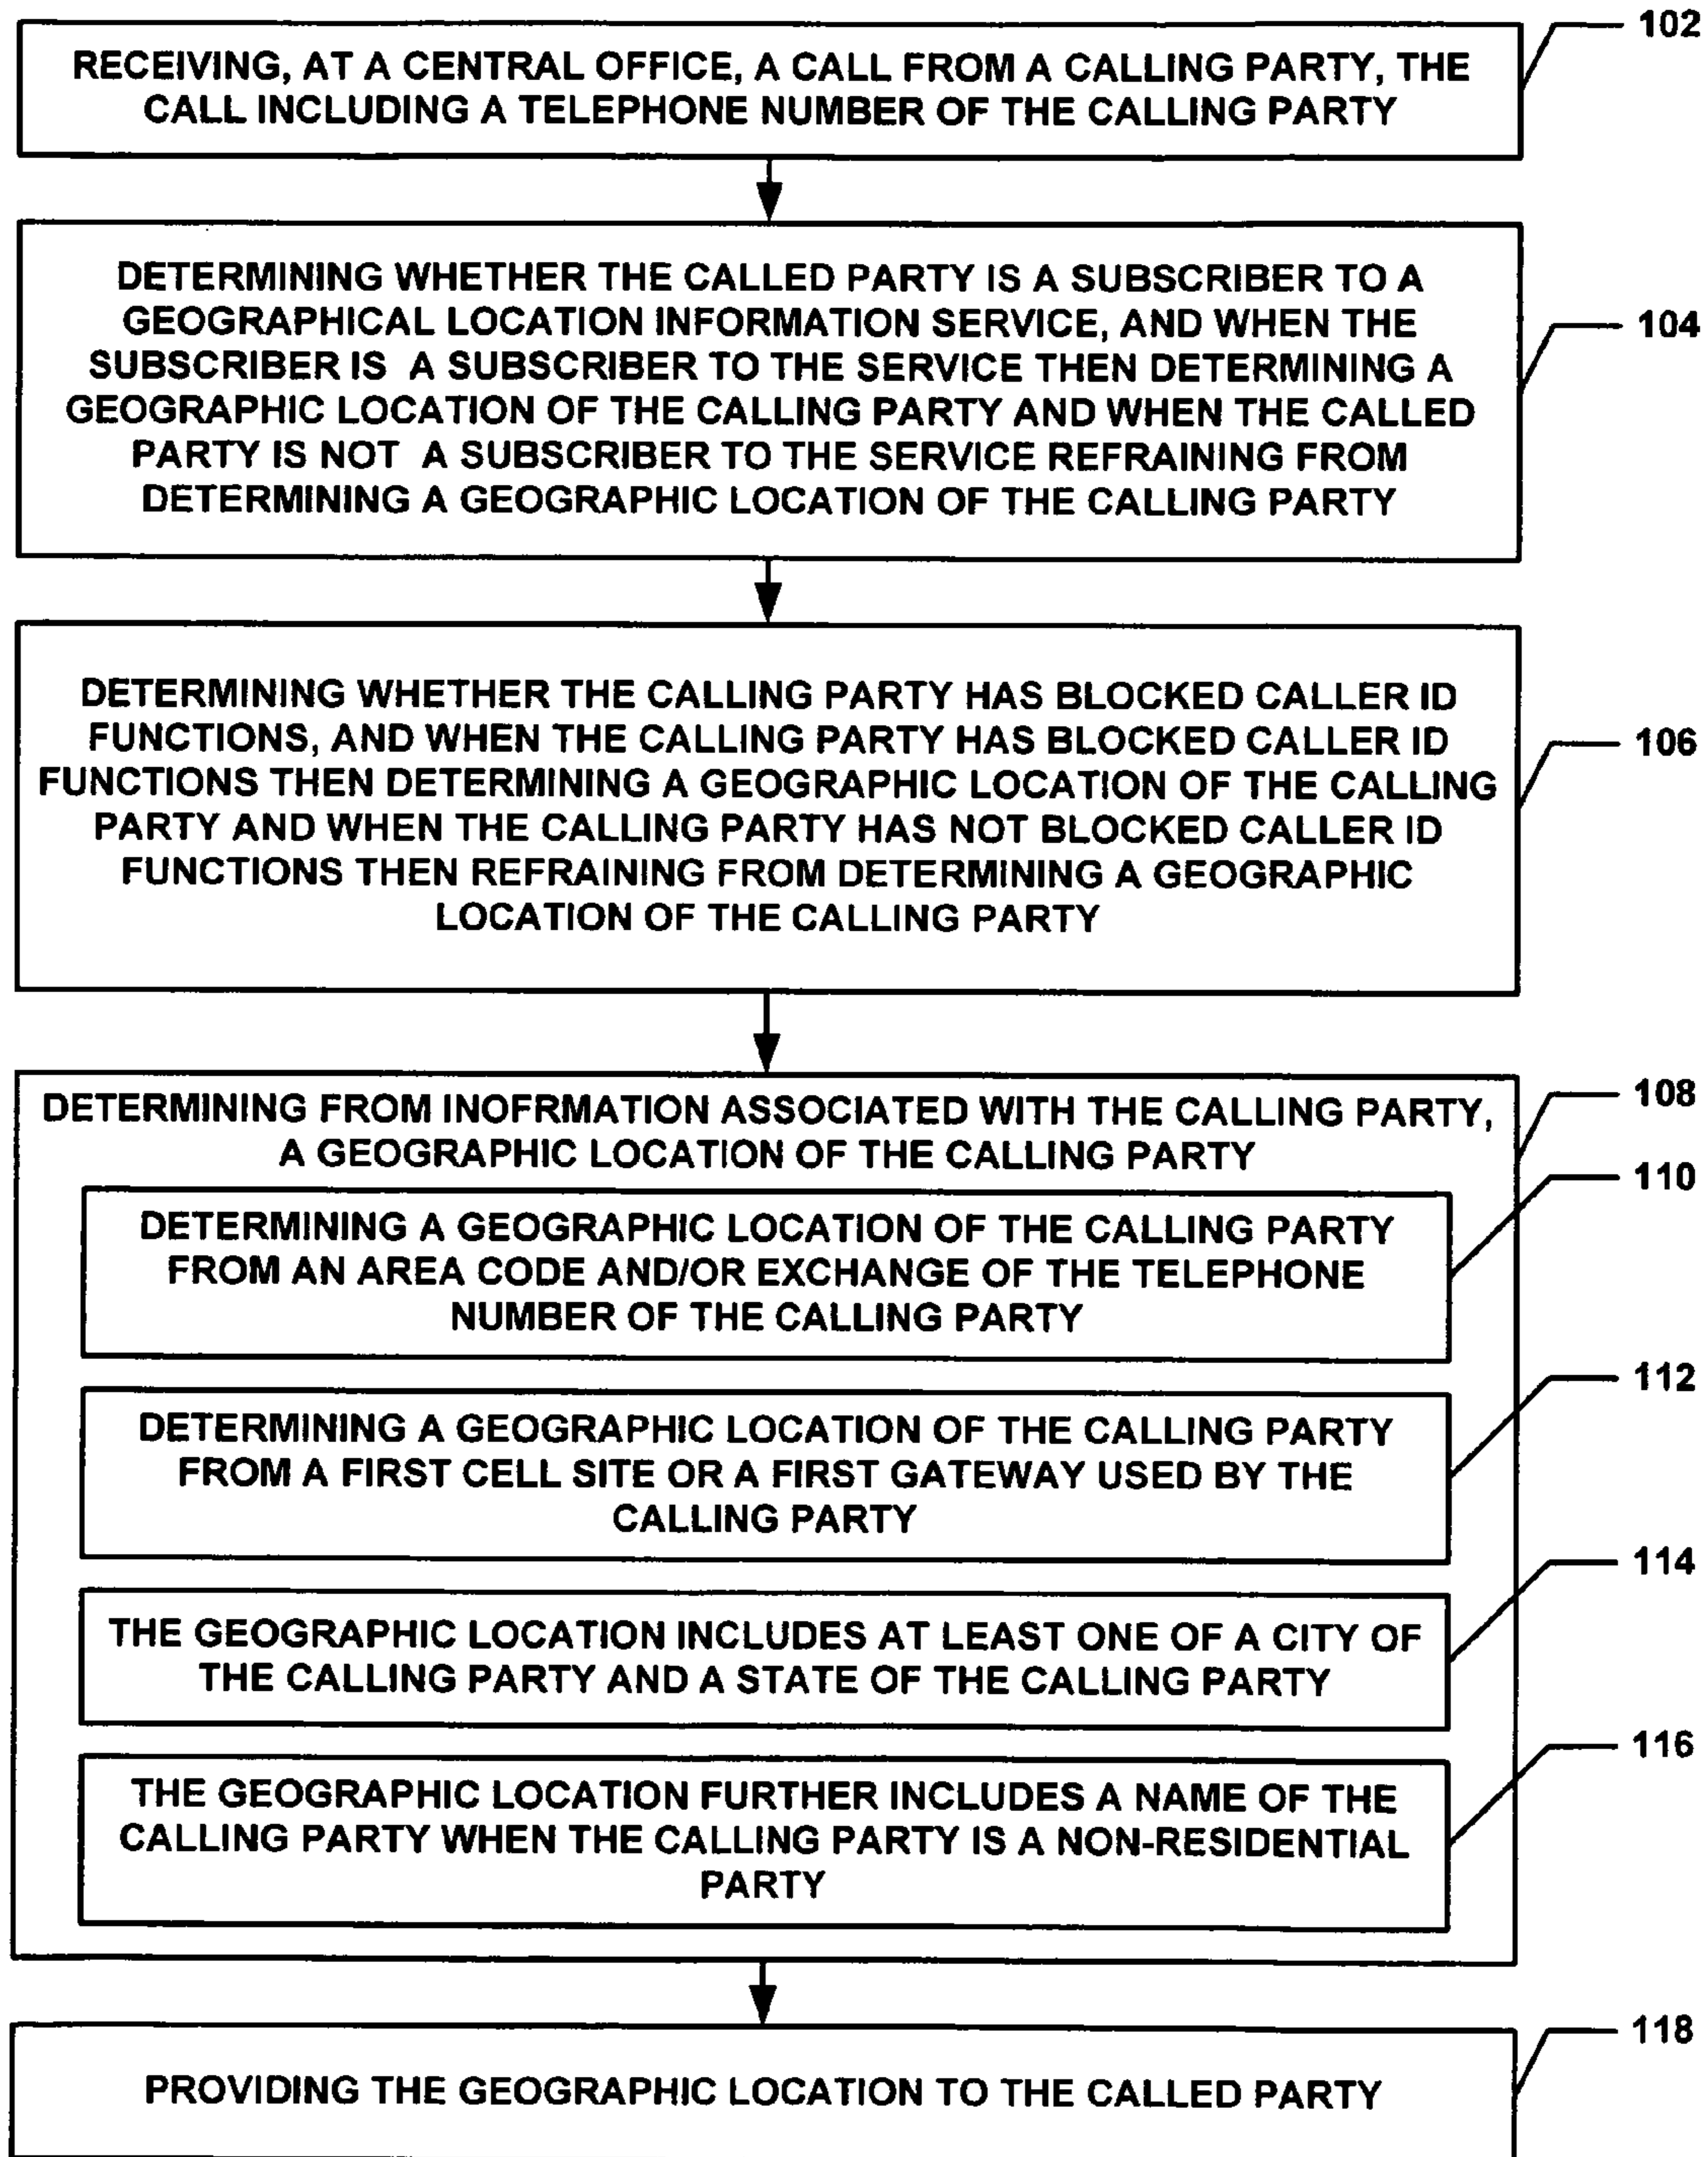 102
RECEIVING, AT A CENTRAL OFFICE, A CALL FROM A CALLING PARTY, THE
CALL INCLUDING A TELEPHONE NUMBER OF THE CALLING PARTY
DETERMINING WHETHER THE CALLED PARTY IS A SUBSCRIBER TO A
GEOGRAPHICAL LOCATION INFORMATION SERVICE, AND WHEN THE
SUBSCRIBER IS A SUBSCRIBER TO THE SERVICE THEN DETERMINING A
GEOGRAPHIC LOCATION OF THE CALLING PARTY AND WHEN THE CALLED
PARTY IS NOT A SUBSCRIBER TO THE SERVICE REFRAINING FROM
DETERMINING A GEOGRAPHIC LOCATION OF THE CALLING PARTY
104
DETERMINING WHETHER THE CALLING PARTY HAS BLOCKED CALLER ID
FUNCTIONS, AND WHEN THE CALLING PARTY HAS BLOCKED CALLER ID
FUNCTIONS THEN DETERMINING A GEOGRAPHIC LOCATION OF THE CALLING
PARTY AND WHEN THE CALLING PARTY HAS NOT BLOCKED CALLER ID
FUNCTIONS THEN REFRAINING FROM DETERMINING A GEOGRAPHIC
LOCATION OF THE CALLING PARTY
106
DETERMINING FROM INOFRMATION ASSOCIATED WITH THE CALLING PARTY,
A GEOGRAPHIC LOCATION OF THE CALLING PARTY
108
DETERMINING A GEOGRAPHIC LOCATION OF THE CALLING PARTY
FROM AN AREA CODE AND/OR EXCHANGE OF THE TELEPHONE
NUMBER OF THE CALLING PARTY
110
DETERMINING A GEOGRAPHIC LOCATION OF THE CALLING PARTY
FROM A FIRST CELL SITE OR A FIRST GATEWAY USED BY THE
CALLING PARTY
112
THE GEOGRAPHIC LOCATION INCLUDES AT LEAST ONE OF A CITY OF
THE CALLING PARTY AND A STATE OF THE CALLING PARTY
114
THE GEOGRAPHIC LOCATION FURTHER INCLUDES A NAME OF THE
CALLING PARTY WHEN THE CALLING PARTY IS A NON-RESIDENTIAL
PARTY
116
PROVIDING THE GEOGRAPHIC LOCATION TO THE CALLED PARTY
118